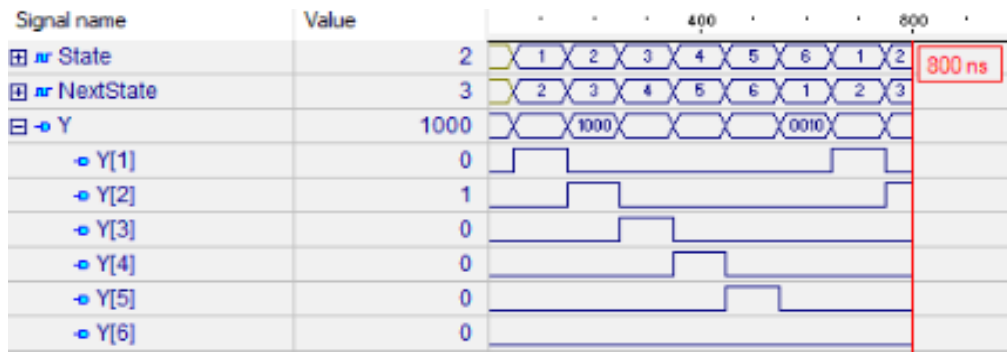 Signal name Value 400 800
State 2 1 2 3 4 5 6 1 2
800 ns
NextState 3 2 3 4 5 6 1 2 3
Y 1000 1000 0010
Y[1] 0
Y[2] 1
Y[3] 0
Y[4] 0
Y[5] 0
Y[6] 0